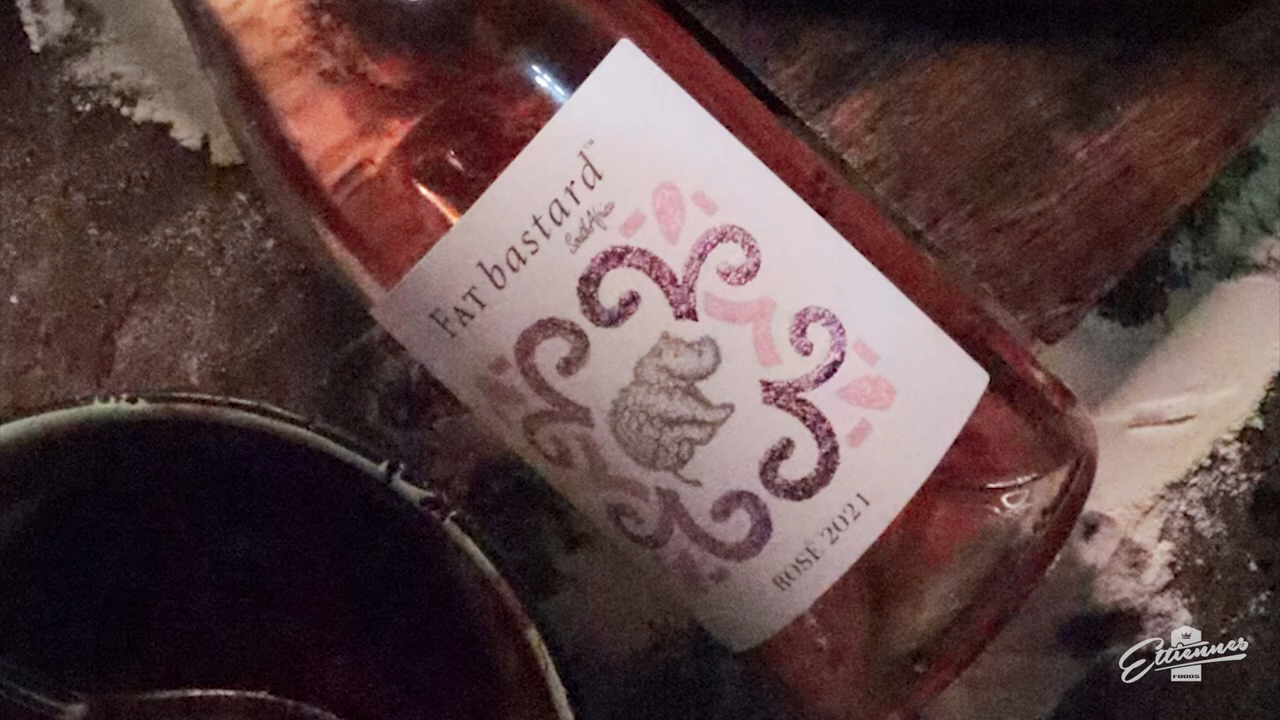 FAT bastard™
South Africa
ROSÉ 2021
Ettiennes
FOODS